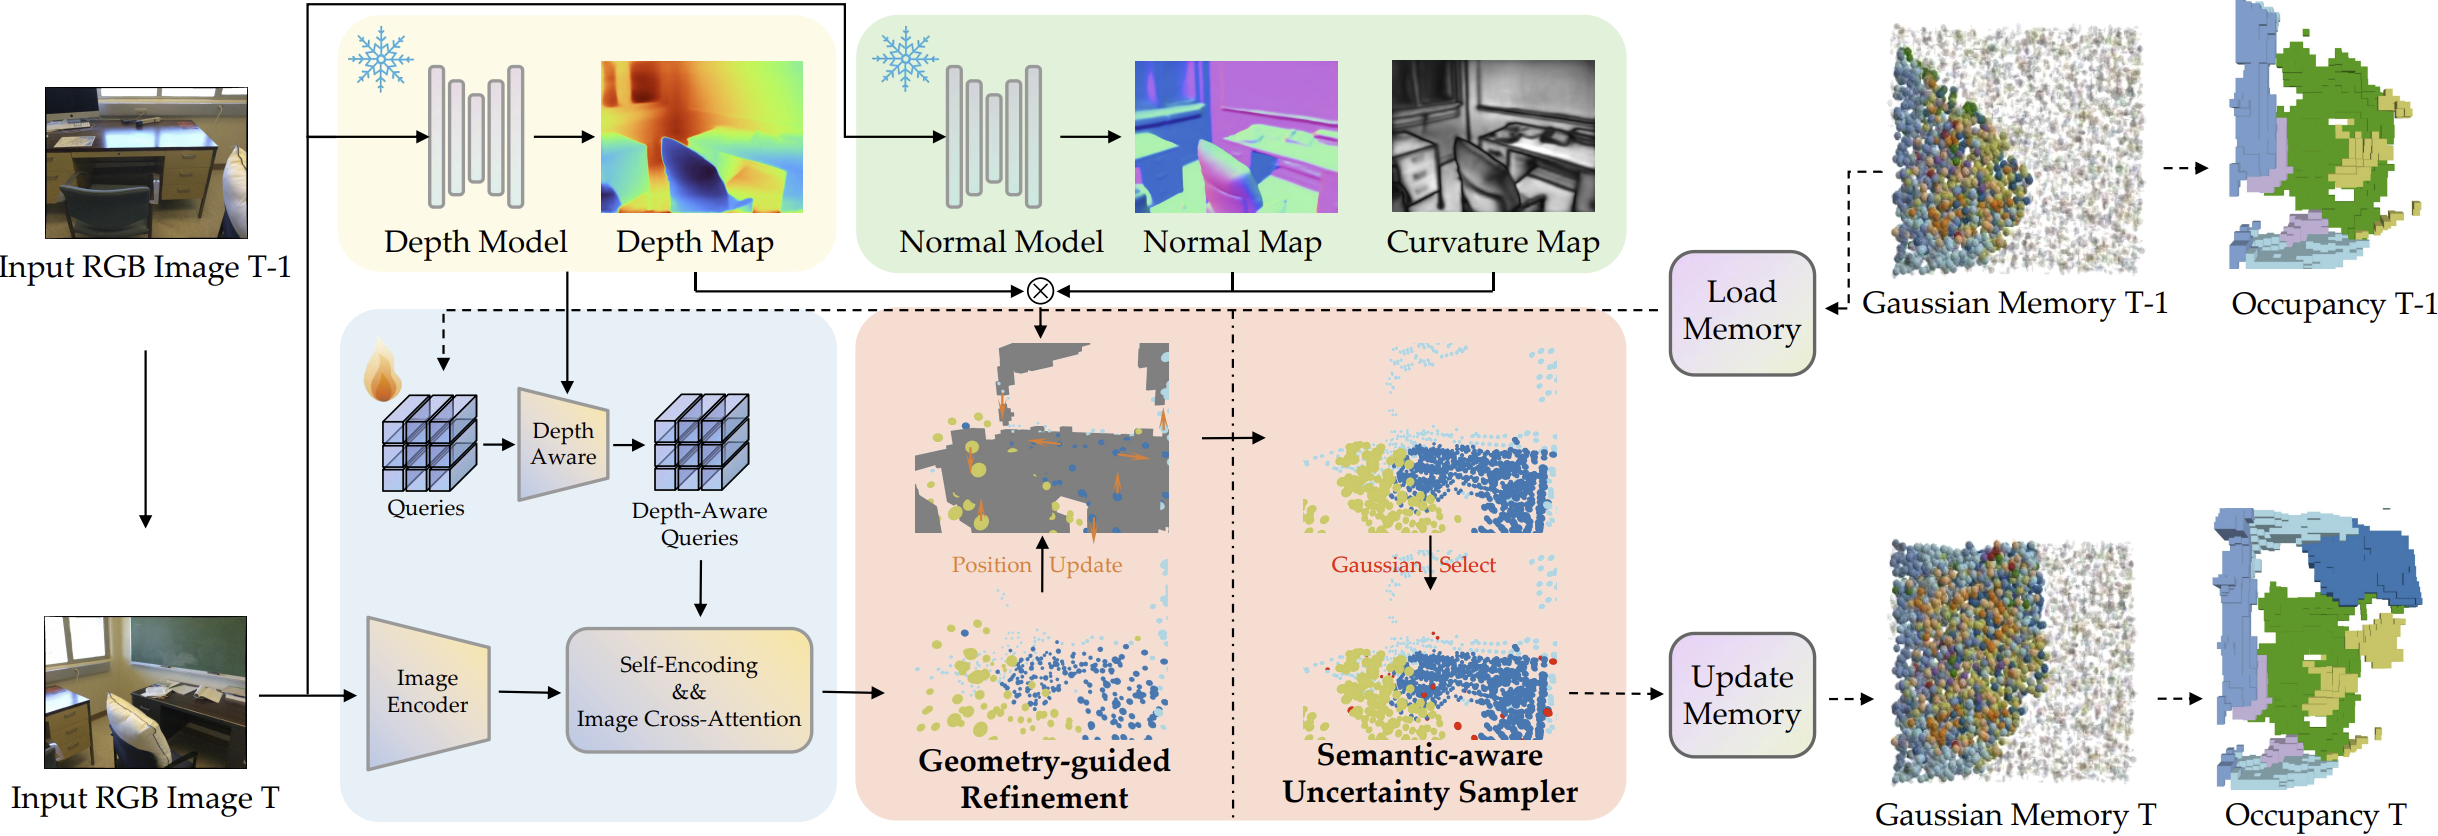 Input RGB Image T-1
Depth Model
Depth Map
Normal Model
Normal Map
Curvature Map
Load
Memory
Gaussian Memory T-1
Occupancy T-1
Queries
Depth
Aware
Depth-Aware
Queries
Position Update
Gaussian Select
Image
Encoder
Self-Encoding
&&
Image Cross-Attention
Geometry-guided
Refinement
Semantic-aware
Uncertainty Sampler
Update
Memory
Input RGB Image T
Gaussian Memory T
Occupancy T